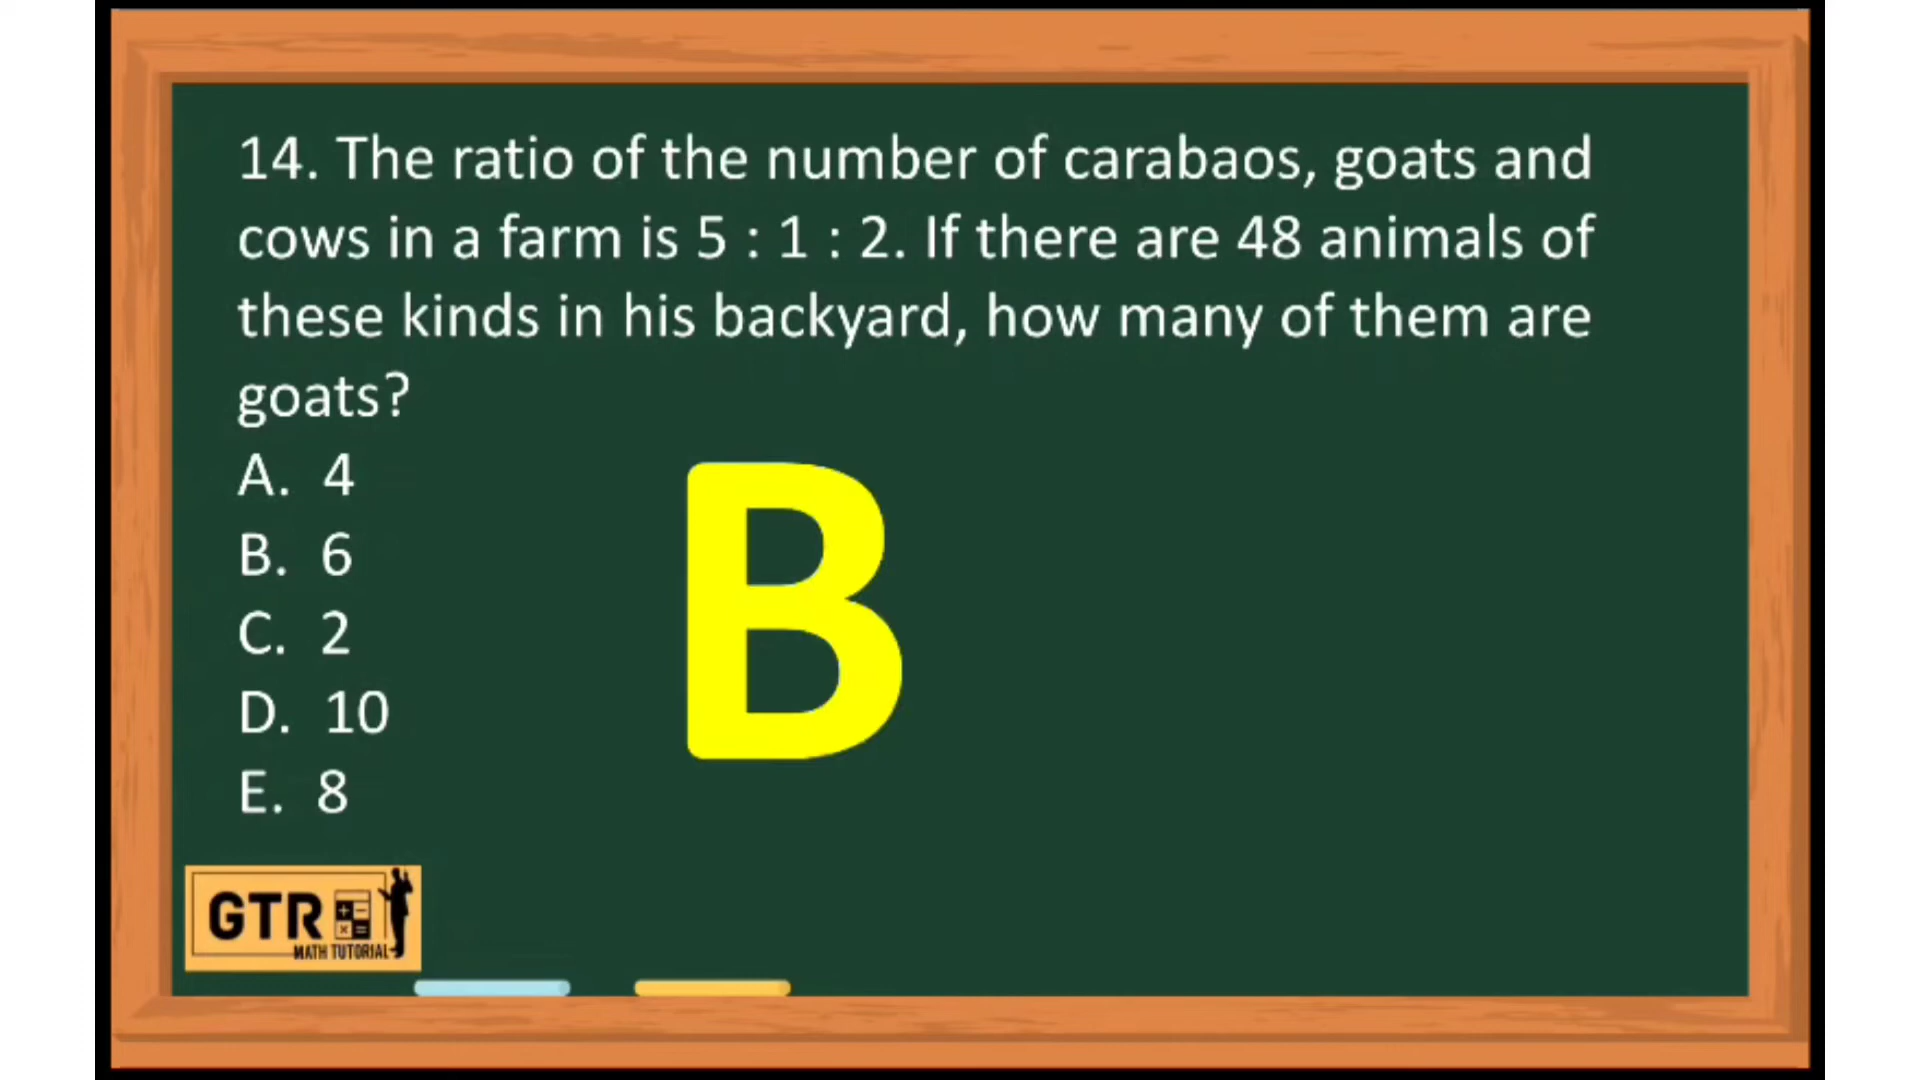 14. The ratio of the number of carabaos, goats and
cows in a farm is 5 : 1 : 2. If there are 48 animals of
these kinds in his backyard, how many of them are
goats?
A. 4
B. 6
C. 2
D. 10
E. 8
B
GTR
MATH TUTORIAL